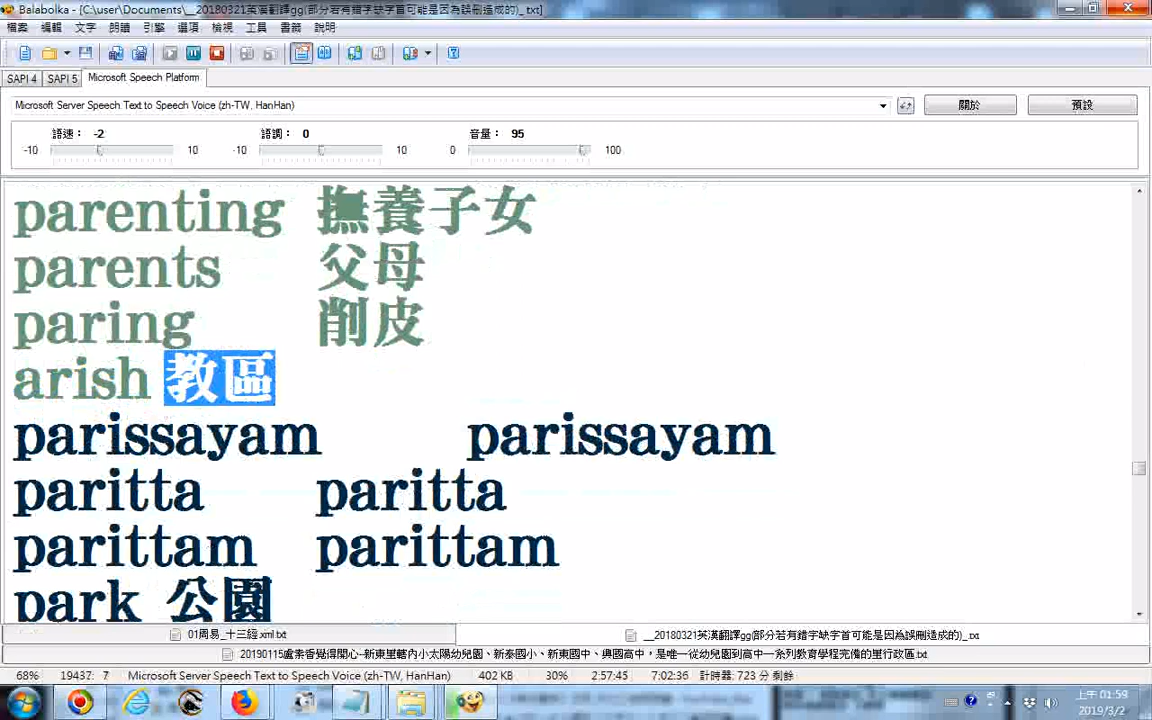 Balabolka - [C:\user\Documents\__20180321英漢翻譯gg(部分若有錯字缺字首可能是因為誤刪造成的)_txt]
檔案 編輯 文字 朗讀 引擎 選項 檢視 工具 書籤 說明
SAPI 4 SAPI 5 Microsoft Speech Platform
Microsoft Server Speech Text to Speech Voice (zh-TW, HanHan) 關於 預設
語速： -2 語調： 0 音量： 95
-10 10 -10 10 0 100
parenting 撫養子女
parents 父母
paring 削皮
arish 教區
parissayam parissayam
paritta paritta
parittam parittam
park 公園
01周易_十三經.xml.txt __20180321英漢翻譯gg(部分若有錯字缺字首可能是因為誤刪造成的)_.txt
20190115盧素香覺得開心-新東里轄內小太陽幼兒園、新泰國小、新東國中、興國高中，是唯一從幼兒園到高中一系列教育學程完備的里行政區.txt
68% 19437: 7 Microsoft Server Speech Text to Speech Voice (zh-TW, HanHan) 402 KB 30% 2:57:45 7:02:36 計時器: 723 分 剩餘
上午 01:59
2019/3/2